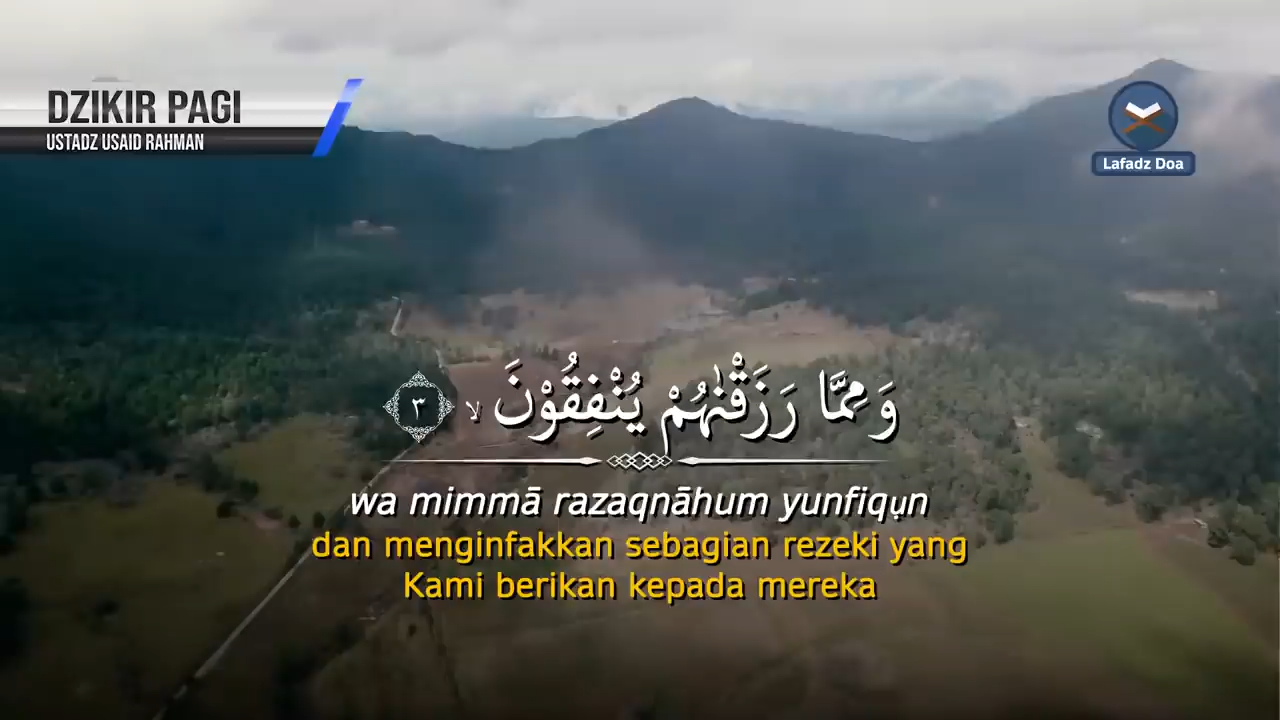 DZIKIR PAGI
USTADZ USAID RAHMAN
Lafadz Doa
وَمِمَّا رَزَقْنٰهُمْ يُنْفِقُوْنَ ۙ ٣
wa mimmā razaqnāhum yunfiqụn
dan menginfakkan sebagian rezeki yang
Kami berikan kepada mereka